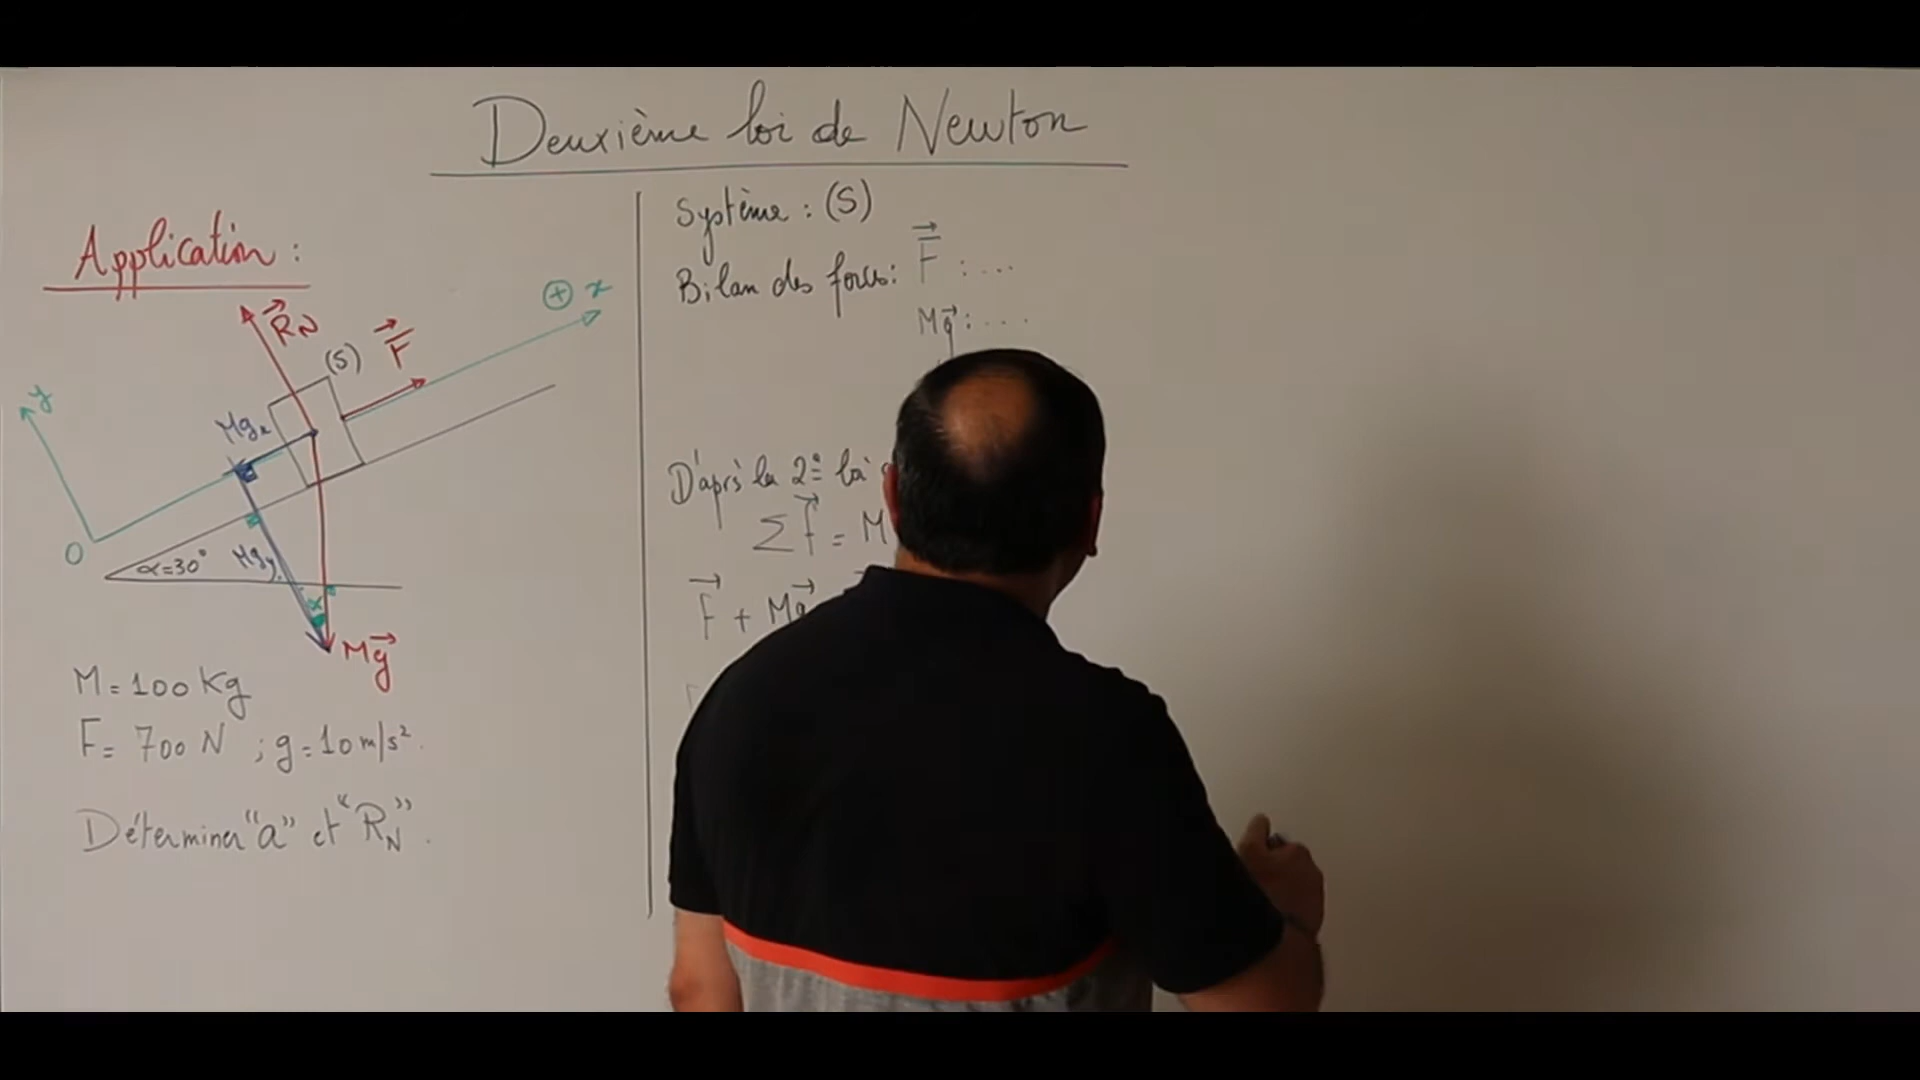 Deuxième loi de Newton
Application :
R⃗N
(S)
F⃗
⊕ x
y
Mgx
O
α=30°
Mgy
α
Mg⃗
M = 100 Kg
F = 700 N ; g = 10 m/s².
Déterminer "a" et "RN".
Système : (S)
Bilan des forces : F⃗ : ...
Mg⃗ : ...
D'après la 2e loi
Σf⃗ = M
F⃗ + Mg⃗